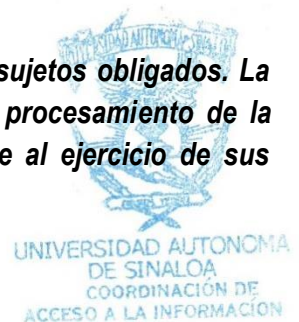 sujetos obligados. La
procesamiento de la
e al ejercicio de sus
UNIVERSIDAD AUTONOMA
DE SINALOA
COORDINACIÓN DE
ACCESO A LA INFORMACIÓN